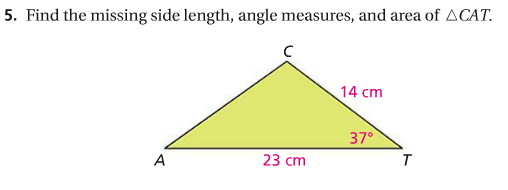 5. Find the missing side length, angle measures, and area of △CAT.
C
14 cm
37°
A
23 cm
T